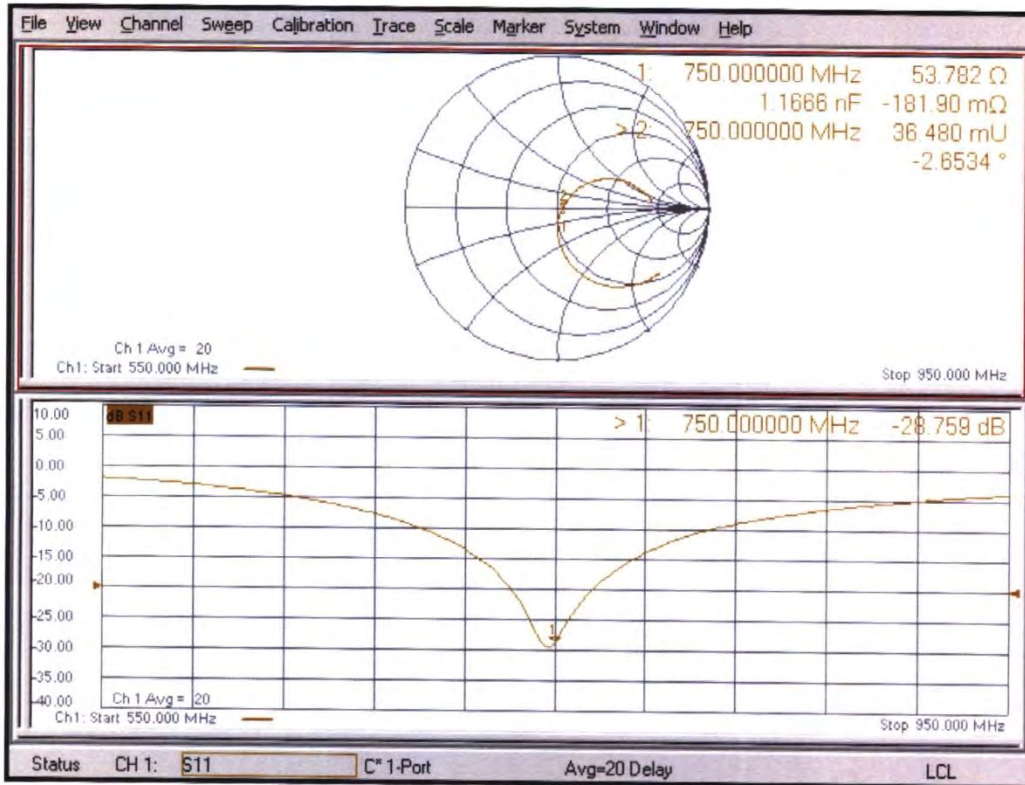 File View Channel Sweep Calibration Trace Scale Marker System Window Help
1: 750.000000 MHz 53.782 Ω
1.1666 nF -181.90 mΩ
> 2: 750.000000 MHz 36.480 mU
-2.6534 °
Ch 1 Avg = 20
Ch1: Start 550.000 MHz
Stop 950.000 MHz
dB S11
> 1: 750.000000 MHz -28.759 dB
10.00
5.00
0.00
-5.00
-10.00
-15.00
-20.00
-25.00
-30.00
-35.00
-40.00
1
Ch 1 Avg = 20
Ch1: Start 550.000 MHz
Stop 950.000 MHz
Status CH 1: S11 C* 1-Port Avg=20 Delay LCL